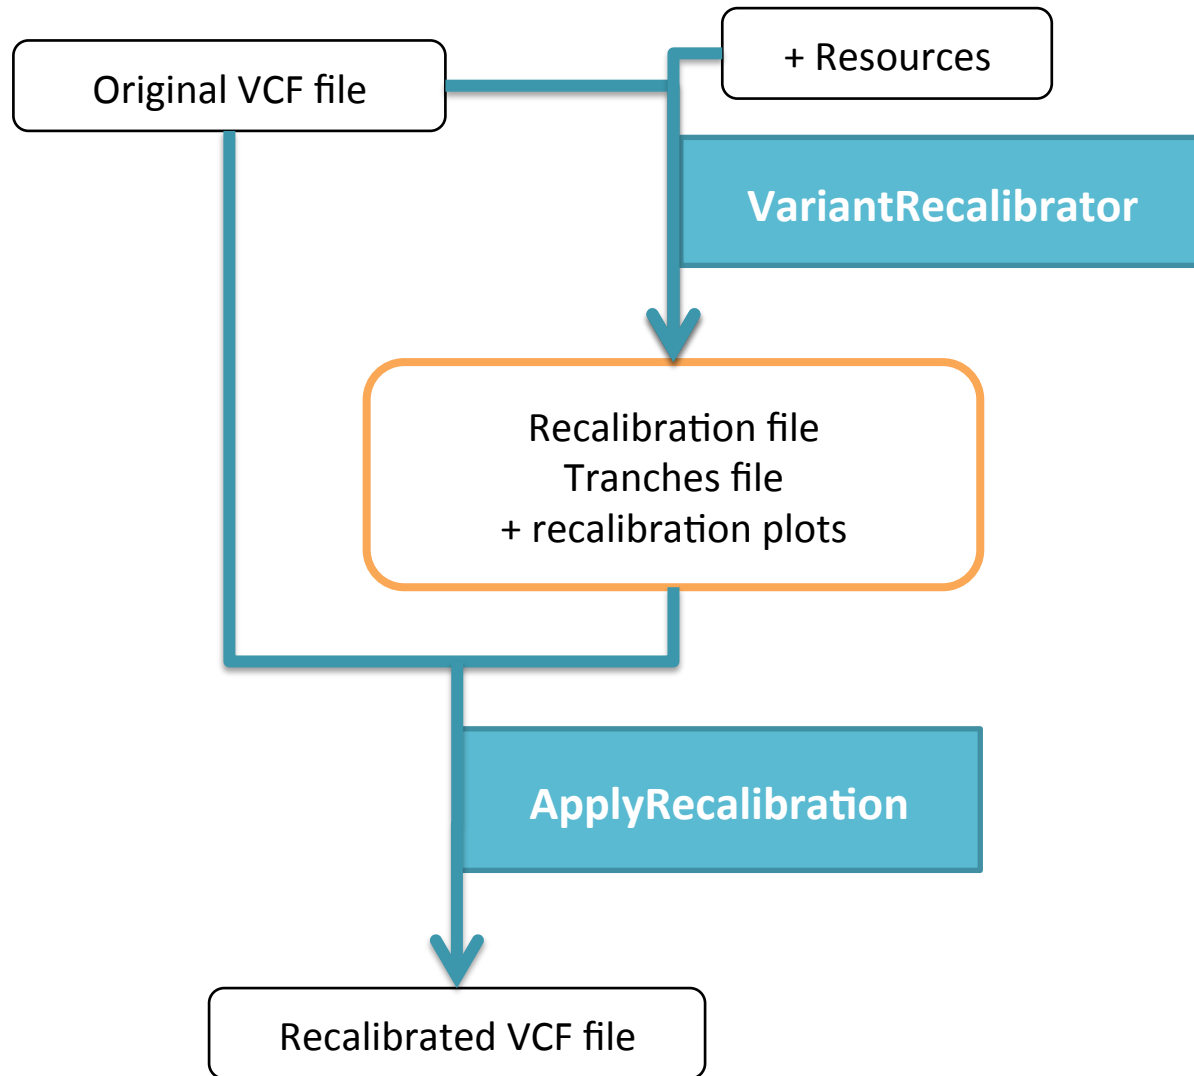 Original VCF file
+ Resources
VariantRecalibrator
Recalibration file
Tranches file
+ recalibration plots
ApplyRecalibration
Recalibrated VCF file